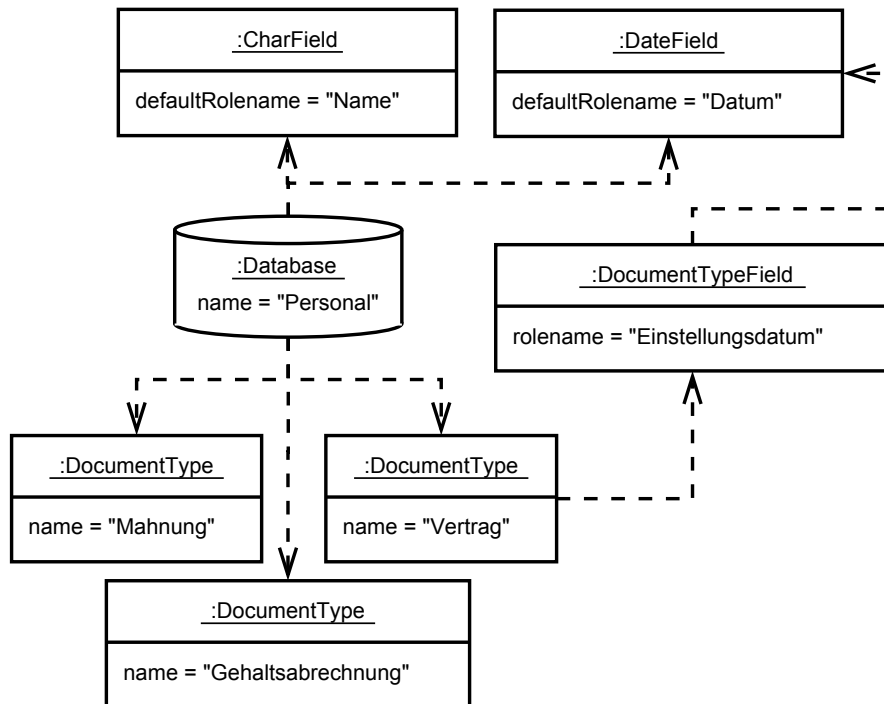 :CharField
defaultRolename = "Name"
:DateField
defaultRolename = "Datum"
:Database
name = "Personal"
:DocumentTypeField
rolename = "Einstellungsdatum"
:DocumentType
name = "Mahnung"
:DocumentType
name = "Vertrag"
:DocumentType
name = "Gehaltsabrechnung"